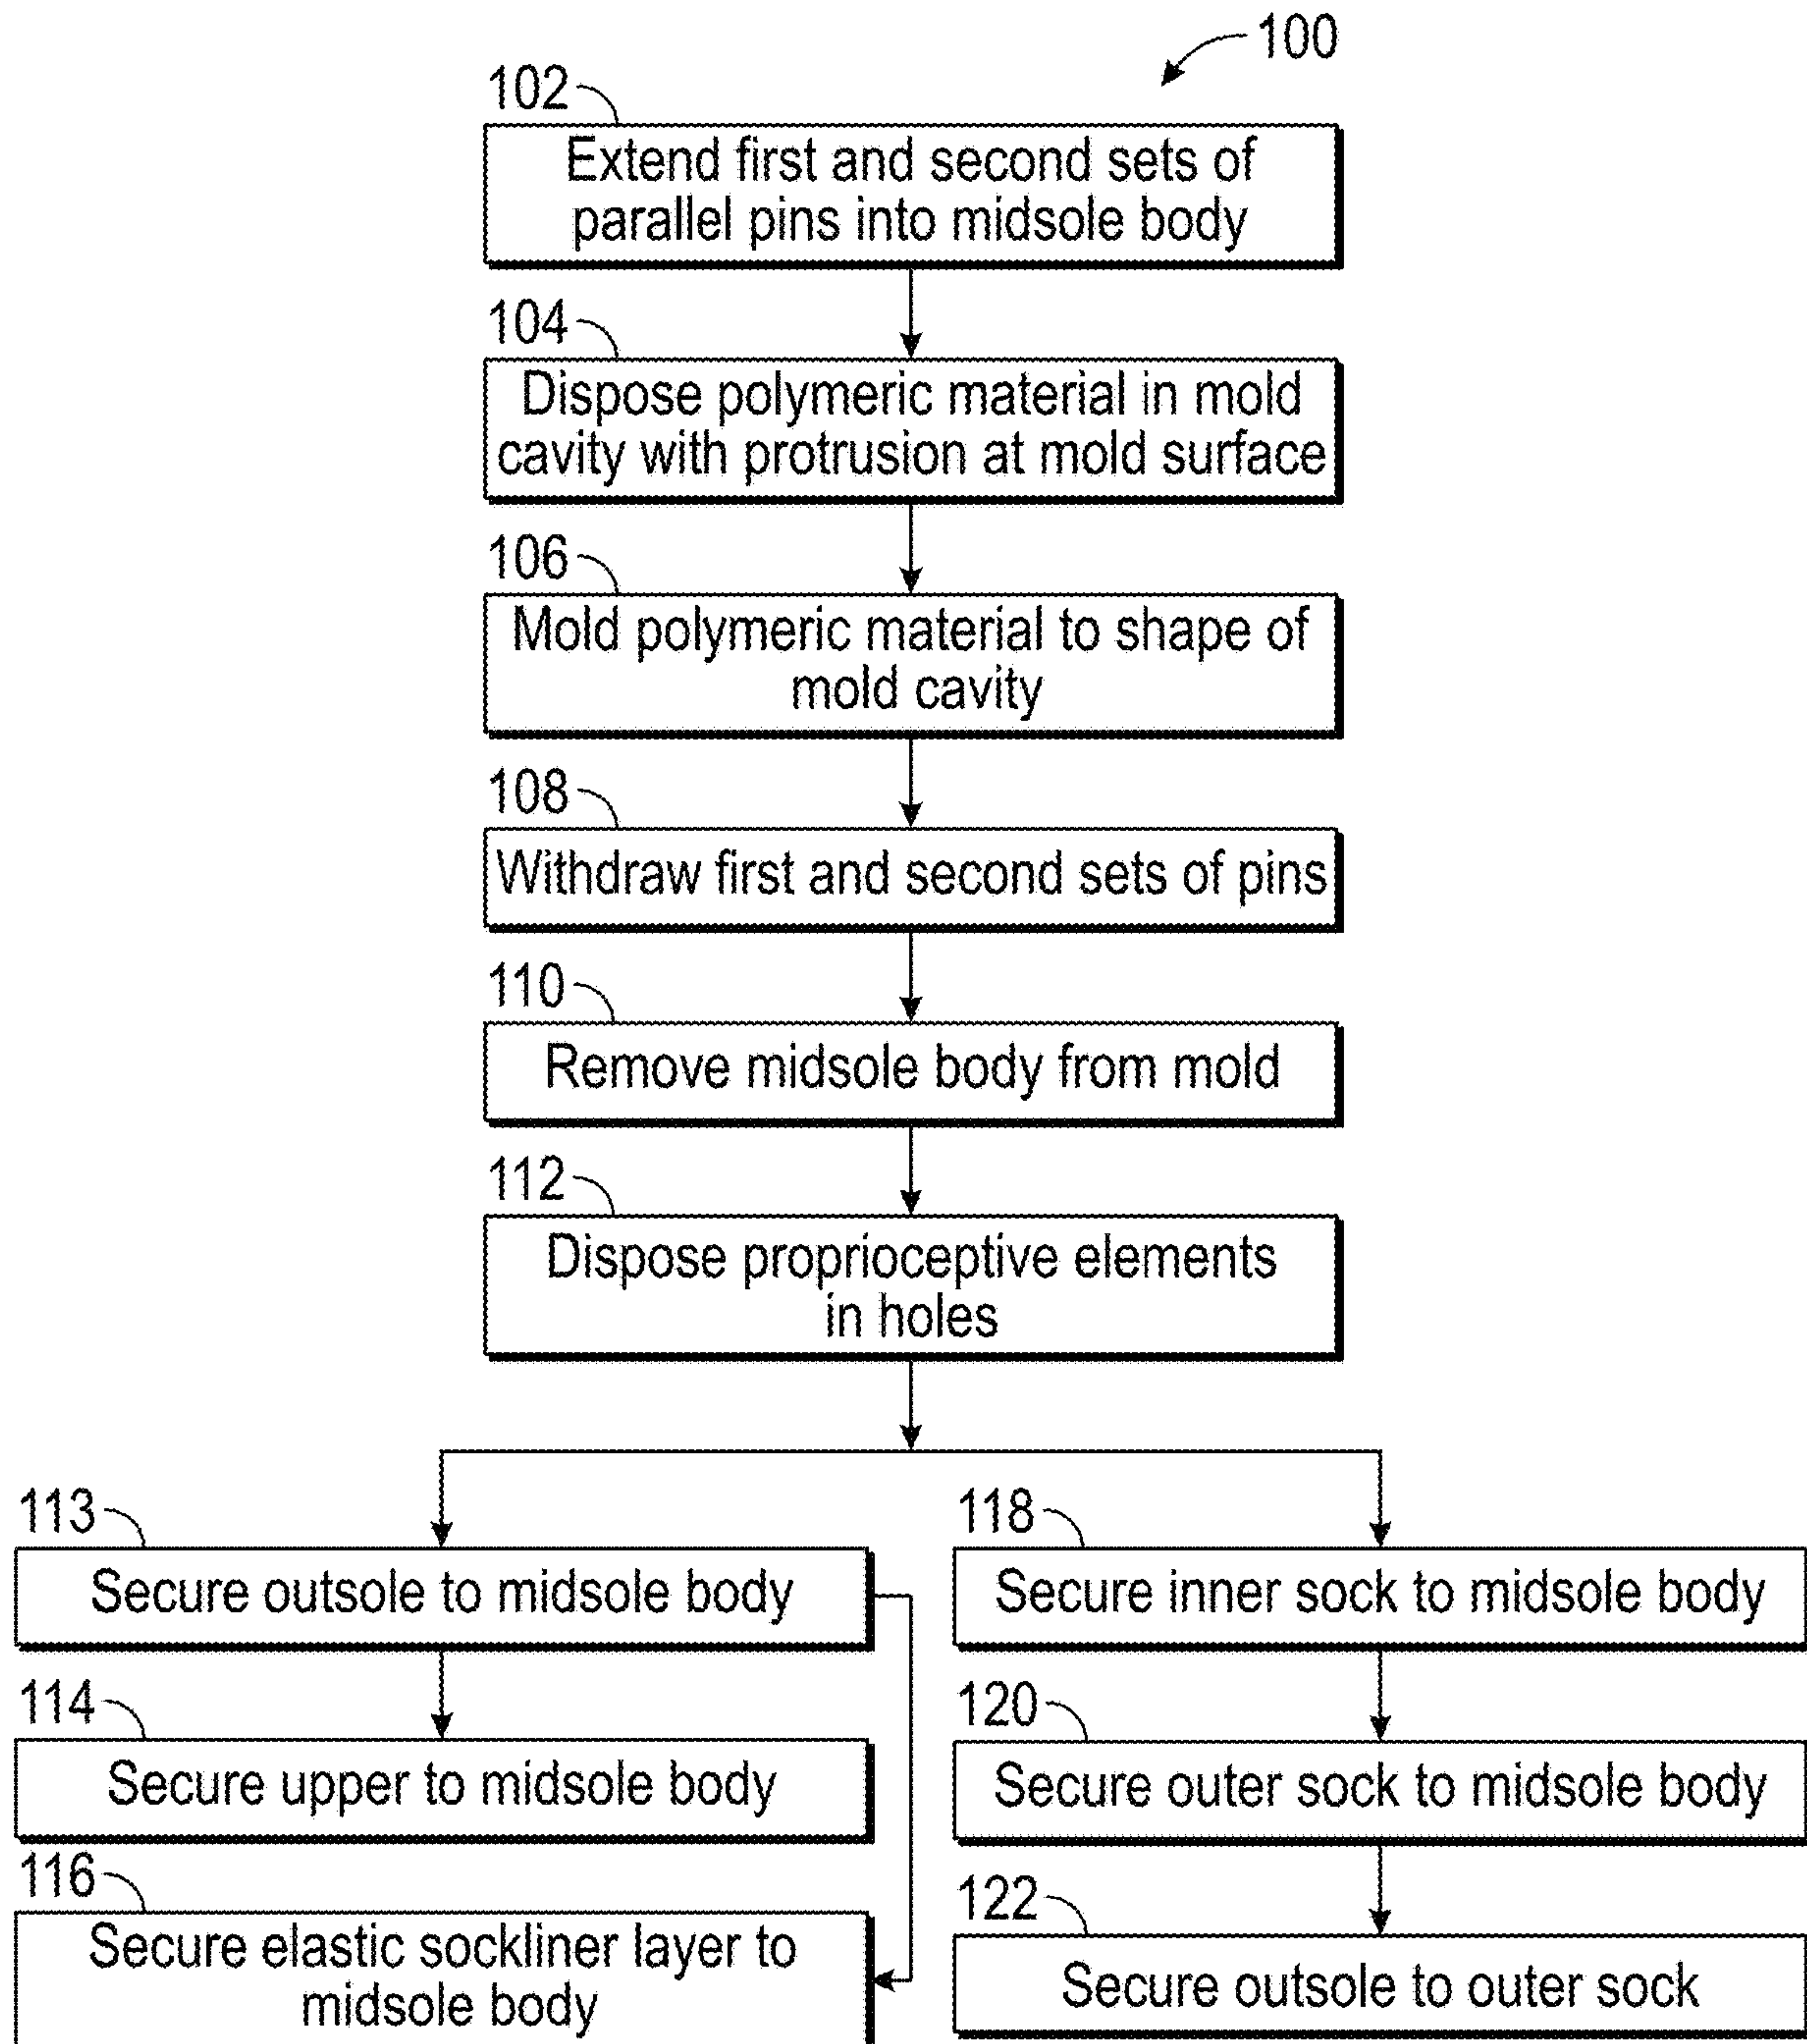 100
102
Extend first and second sets of
parallel pins into midsole body
104
Dispose polymeric material in mold
cavity with protrusion at mold surface
106
Mold polymeric material to shape of
mold cavity
108
Withdraw first and second sets of pins
110
Remove midsole body from mold
112
Dispose proprioceptive elements
in holes
113
Secure outsole to midsole body
114
Secure upper to midsole body
116
Secure elastic sockliner layer to
midsole body
118
Secure inner sock to midsole body
120
Secure outer sock to midsole body
122
Secure outsole to outer sock